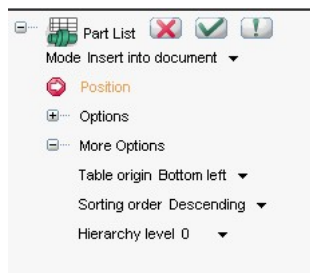 Part List
Mode Insert into document
Position
Options
More Options
Table origin Bottom left
Sorting order Descending
Hierarchy level 0